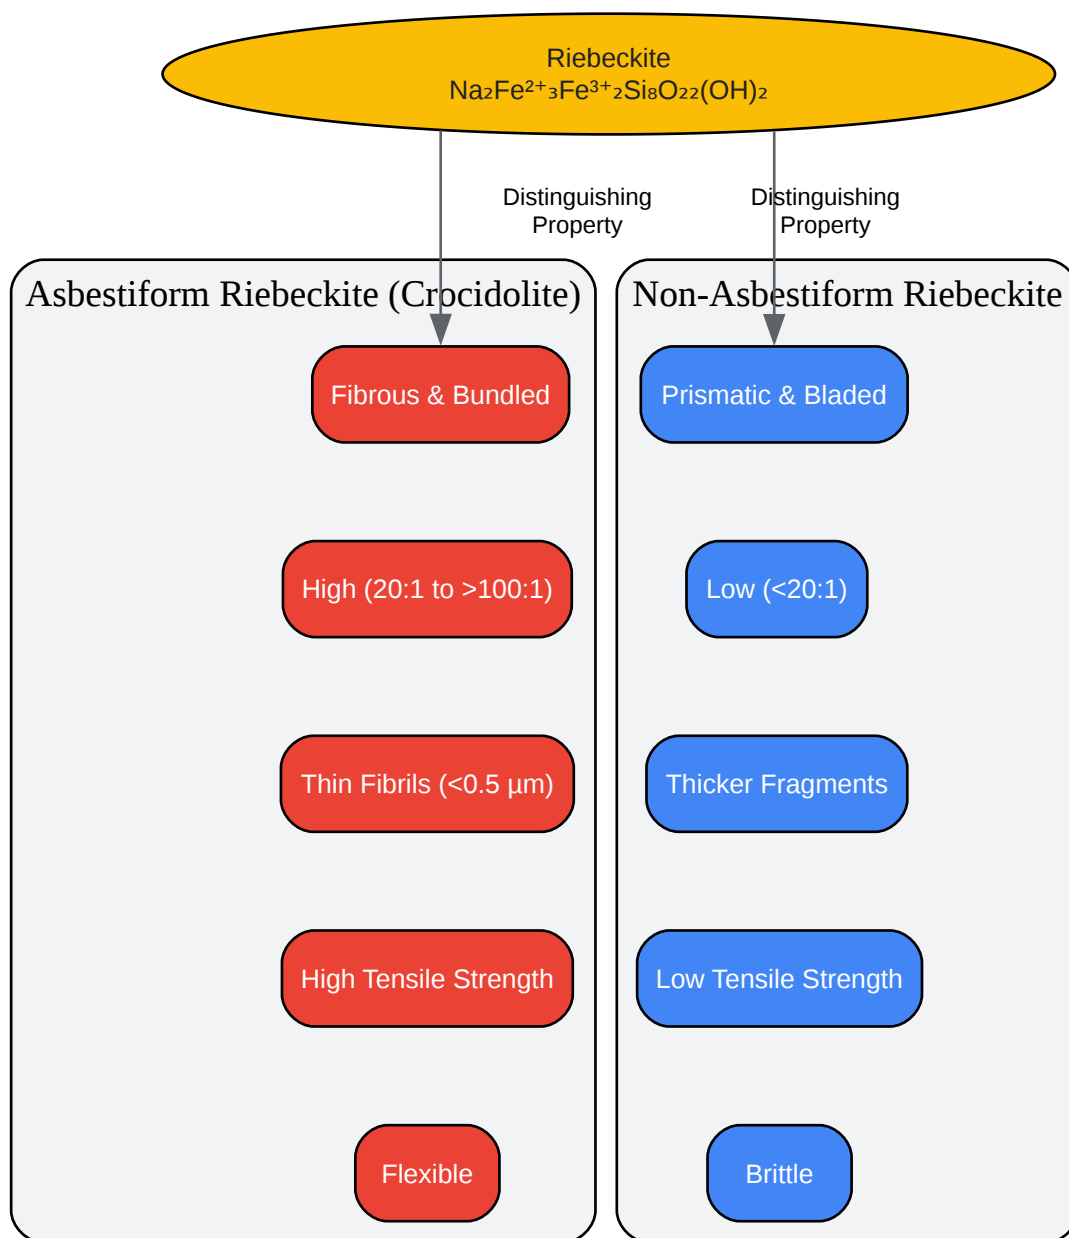 Riebeckite
Na₂Fe²⁺₃Fe³⁺₂Si₈O₂₂(OH)₂
Distinguishing
Property
Distinguishing
Property
Asbestiform Riebeckite (Crocidolite)
Non-Asbestiform Riebeckite
Fibrous & Bundled
Prismatic & Bladed
High (20:1 to >100:1)
Low (<20:1)
Thin Fibrils (<0.5 µm)
Thicker Fragments
High Tensile Strength
Low Tensile Strength
Flexible
Brittle